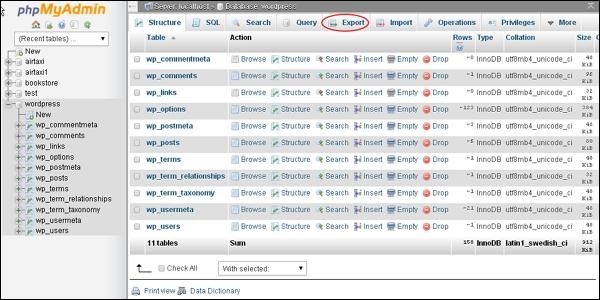 phpMyAdmin
(Recent tables) ...
New
airtaxi
airtaxi1
bookstore
test
wordpress
New
wp_commentmeta
wp_comments
wp_links
wp_options
wp_postmeta
wp_posts
wp_terms
wp_term_relationships
wp_term_taxonomy
wp_usermeta
wp_users
Server: localhost » Database: wordpress
Structure SQL Search Query Export Import Operations Privileges More
Table Action Rows Type Collation Size
wp_commentmeta Browse Structure Search Insert Empty Drop ~0 InnoDB utf8mb4_unicode_ci 48 KiB
wp_comments Browse Structure Search Insert Empty Drop ~1 InnoDB utf8mb4_unicode_ci 96 KiB
wp_links Browse Structure Search Insert Empty Drop ~0 InnoDB utf8mb4_unicode_ci 32 KiB
wp_options Browse Structure Search Insert Empty Drop ~123 InnoDB utf8mb4_unicode_ci KiB
wp_postmeta Browse Structure Search Insert Empty Drop ~3 InnoDB utf8mb4_unicode_ci 48 KiB
wp_posts Browse Structure Search Insert Empty Drop InnoDB utf8mb4_unicode_ci 80 KiB
wp_terms Browse Structure Search Insert Empty Drop ~1 InnoDB utf8mb4_unicode_ci 48 KiB
wp_term_relationships Browse Structure Search Insert Empty Drop ~1 InnoDB utf8mb4_unicode_ci 32 KiB
wp_term_taxonomy Browse Structure Search Insert Empty Drop ~1 InnoDB utf8mb4_unicode_ci 48 KiB
wp_usermeta Browse Structure Search Insert Empty Drop ~21 InnoDB utf8mb4_unicode_ci 48 KiB
wp_users Browse Structure Search Insert Empty Drop ~1 InnoDB utf8mb4_unicode_ci KiB
11 tables Sum 158 InnoDB latin1_swedish_ci 912 KiB
Check All With selected:
Print view Data Dictionary